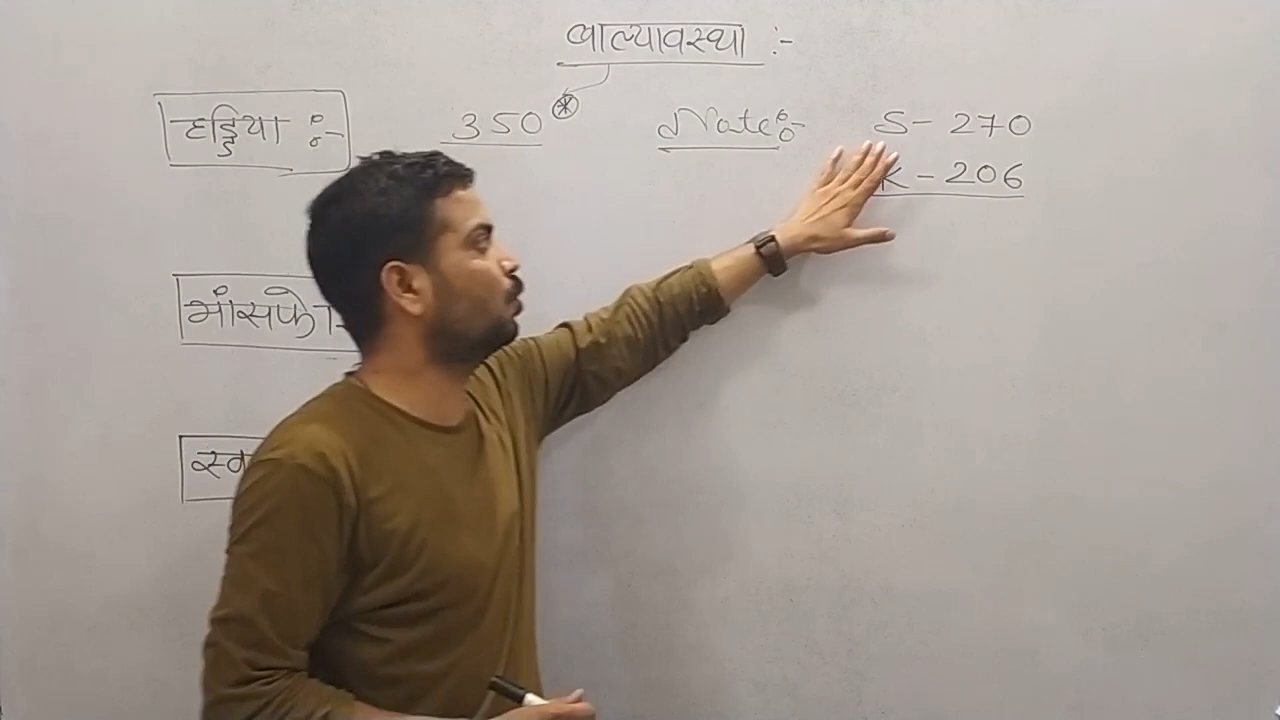 बाल्यावस्था :-
हड्डिया :- 350 Note:- S - 270
K - 206